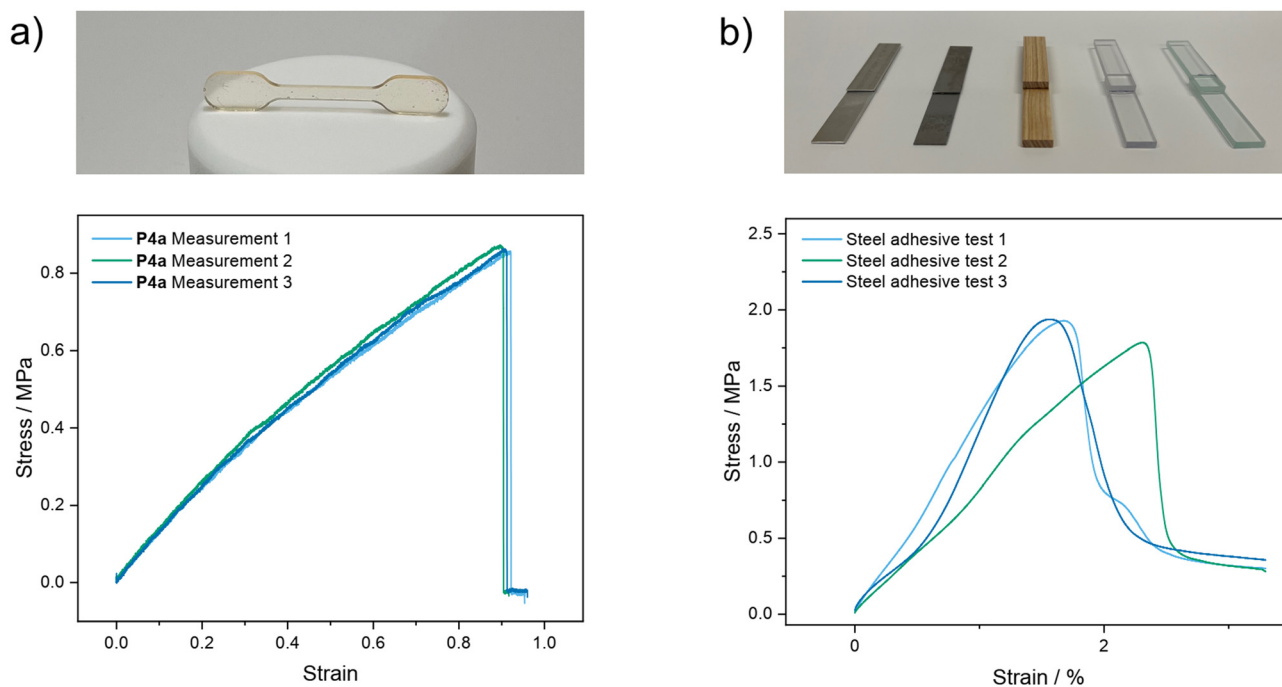 a)
P4a Measurement 1
P4a Measurement 2
P4a Measurement 3
Stress / MPa
0.8
0.6
0.4
0.2
0.0
0.0 0.2 0.4 0.6 0.8 1.0
Strain
b)
Steel adhesive test 1
Steel adhesive test 2
Steel adhesive test 3
Stress / MPa
2.5
2.0
1.5
1.0
0.5
0.0
0 2
Strain / %